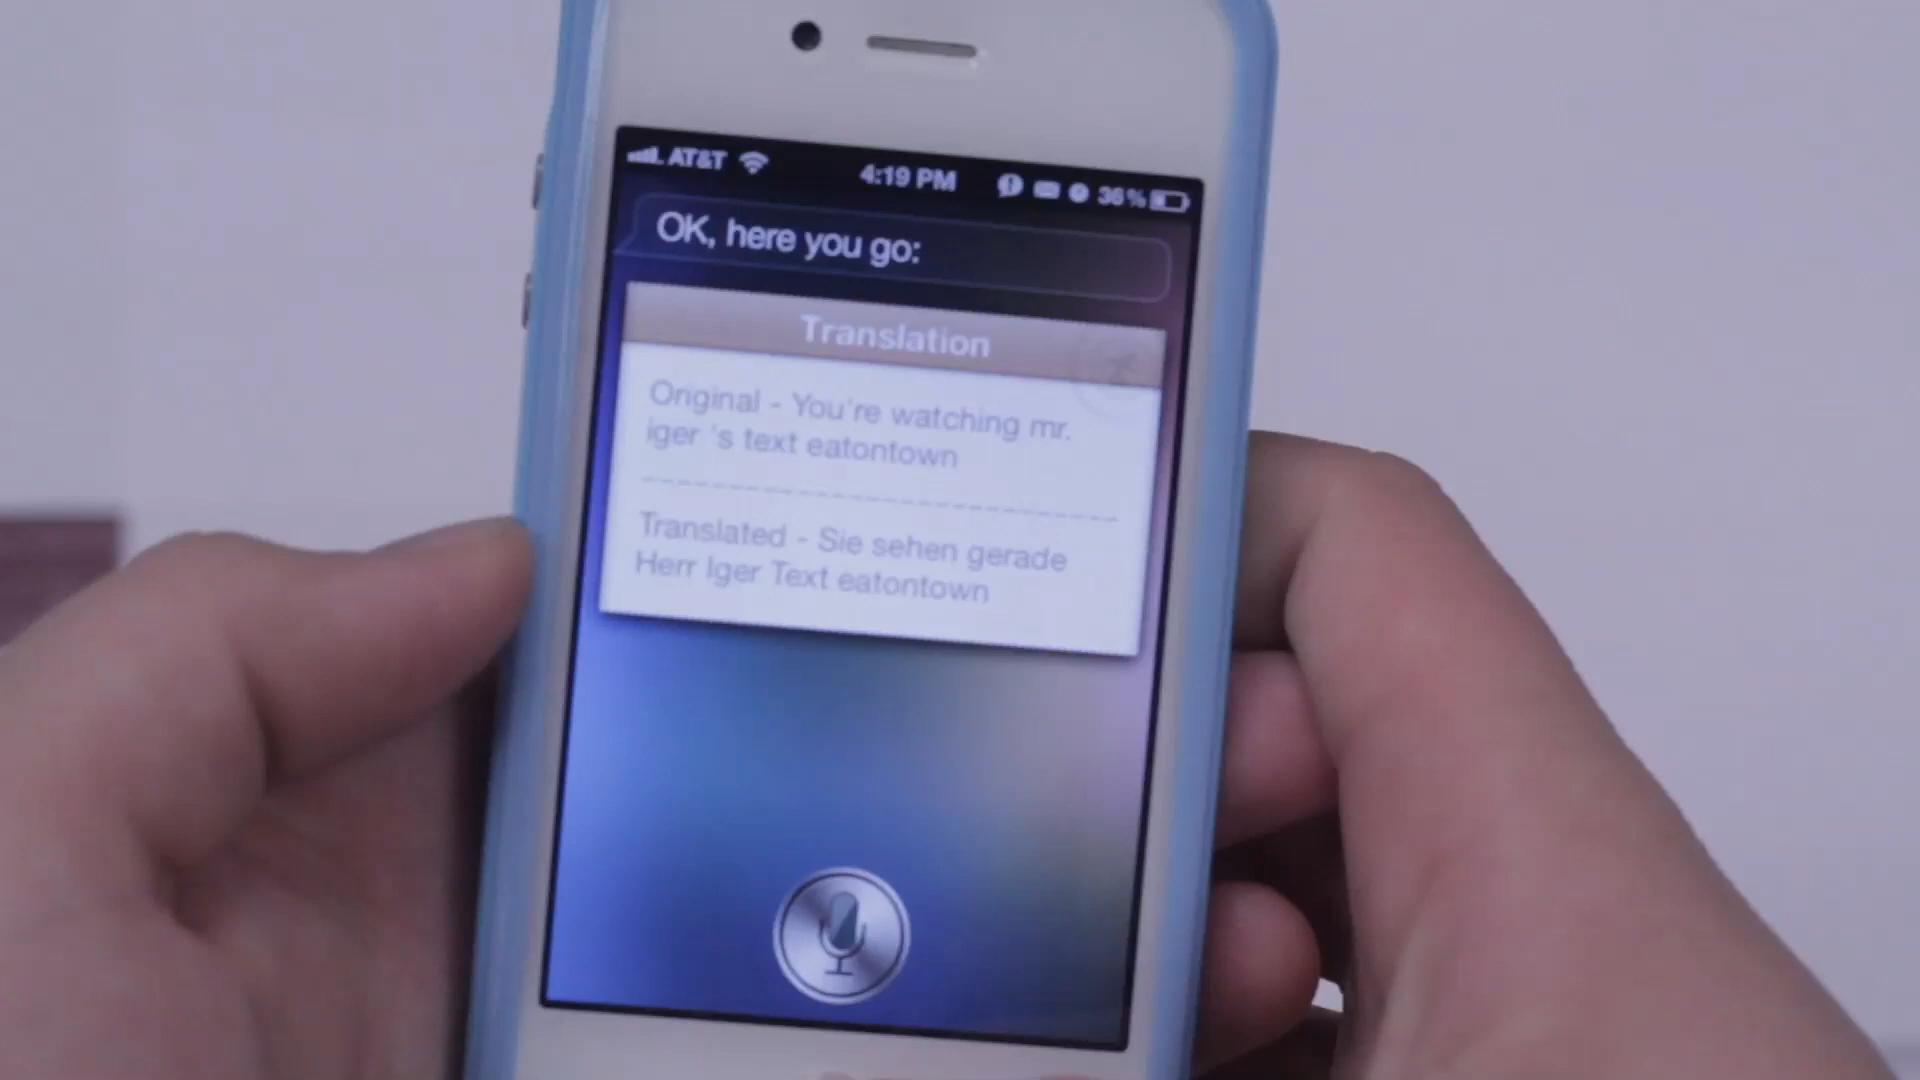 AT&T 4:19 PM 36%
OK, here you go:
Translation
Original - You're watching mr.
iger 's text eatontown
Translated - Sie sehen gerade
Herr Iger Text eatontown